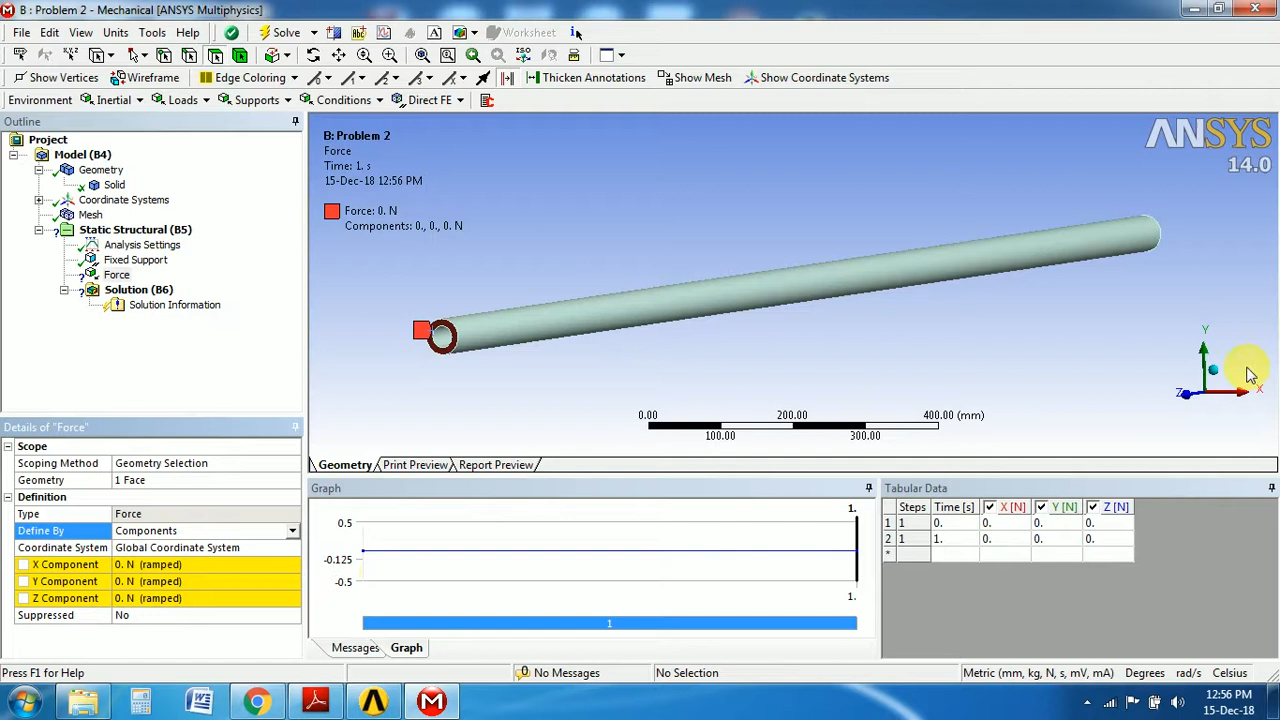 B : Problem 2 - Mechanical [ANSYS Multiphysics]
File Edit View Units Tools Help Solve Worksheet
Show Vertices Wireframe Edge Coloring Thicken Annotations Show Mesh Show Coordinate Systems
Environment Inertial Loads Supports Conditions Direct FE
Outline
Project
Model (B4)
Geometry
Solid
Coordinate Systems
Mesh
Static Structural (B5)
Analysis Settings
Fixed Support
Force
Solution (B6)
Solution Information
B: Problem 2
Force
Time: 1. s
15-Dec-18 12:56 PM
Force: 0. N
Components: 0., 0., 0. N
ANSYS
14.0
Y
Z
X
0.00 200.00 400.00 (mm)
100.00 300.00
Geometry Print Preview Report Preview
Details of "Force"
Scope
Scoping Method Geometry Selection
Geometry 1 Face
Definition
Type Force
Define By Components
Coordinate System Global Coordinate System
X Component 0. N (ramped)
Y Component 0. N (ramped)
Z Component 0. N (ramped)
Suppressed No
Graph
1.
0.5
-0.125
-0.5
1.
1
Messages Graph
Tabular Data
Steps Time [s] X [N] Y [N] Z [N]
1 1 0. 0. 0. 0.
2 1 1. 0. 0. 0.
*
Press F1 for Help 0 No Messages No Selection Metric (mm, kg, N, s, mV, mA) Degrees rad/s Celsius
12:56 PM
15-Dec-18